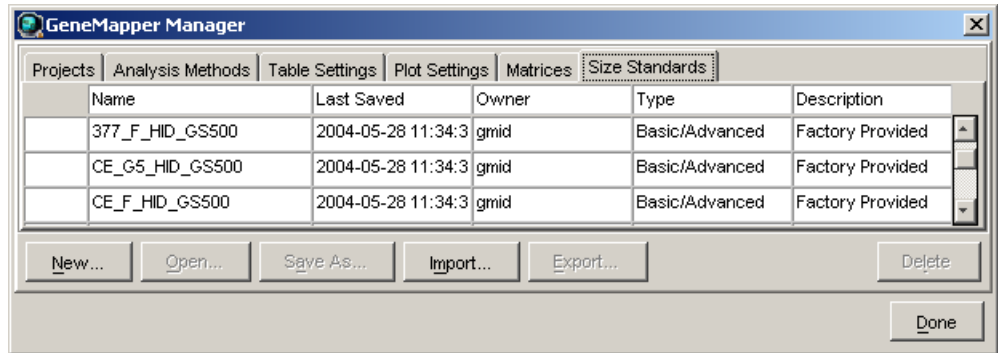 GeneMapper Manager
Projects Analysis Methods Table Settings Plot Settings Matrices Size Standards
Name Last Saved Owner Type Description
377_F_HID_GS500 2004-05-28 11:34:3 gmid Basic/Advanced Factory Provided
CE_G5_HID_GS500 2004-05-28 11:34:3 gmid Basic/Advanced Factory Provided
CE_F_HID_GS500 2004-05-28 11:34:3 gmid Basic/Advanced Factory Provided
New... Open... Save As... Import... Export... Delete
Done